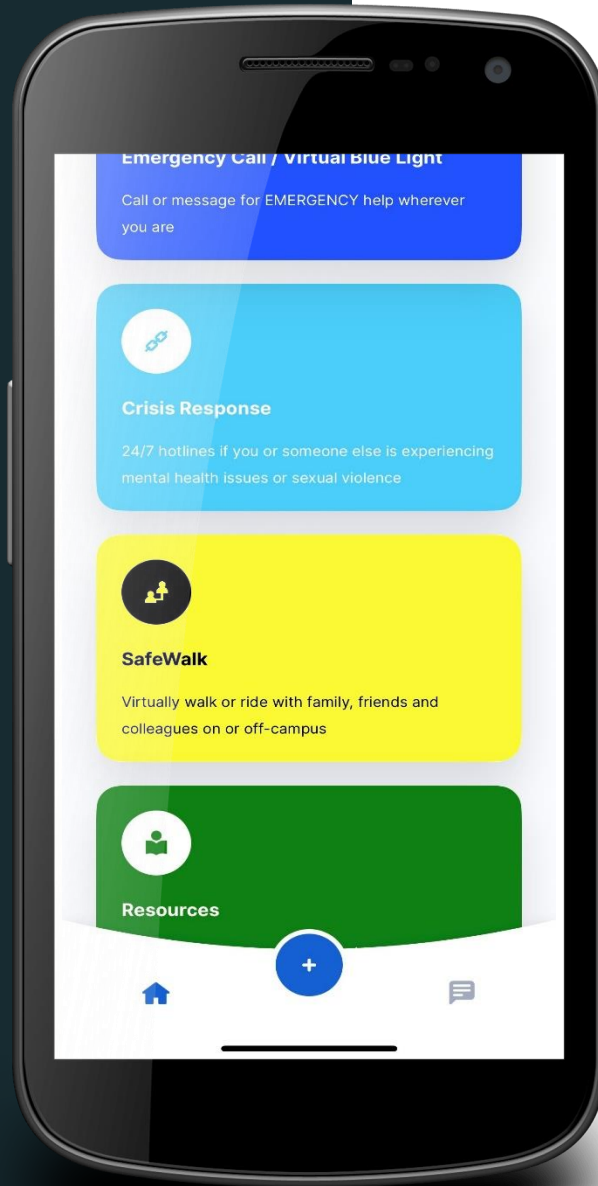 Emergency Call / Virtual Blue Light
Call or message for EMERGENCY help wherever
you are
Crisis Response
24/7 hotlines if you or someone else is experiencing
mental health issues or sexual violence
SafeWalk
Virtually walk or ride with family, friends and
colleagues on or off-campus
Resources